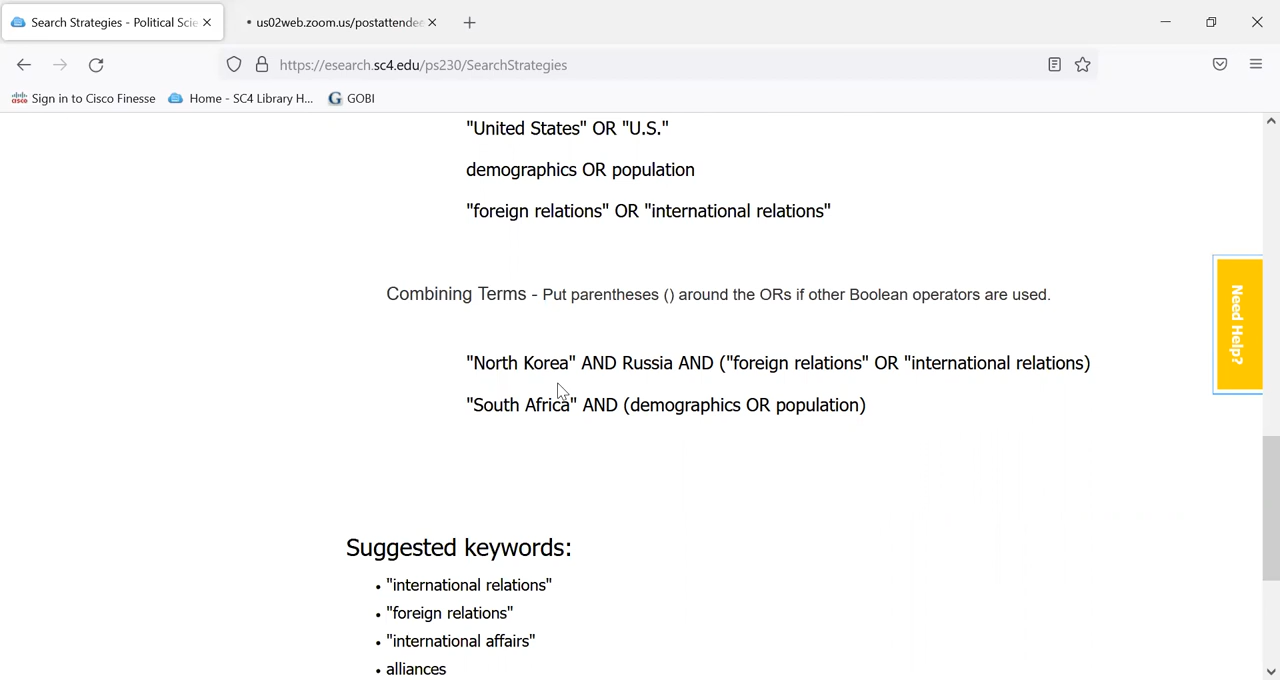 Search Strategies - Political Scie
us02web.zoom.us/postattendee
https://esearch.sc4.edu/ps230/SearchStrategies
Sign in to Cisco Finesse
Home - SC4 Library H...
GOBI
"United States" OR "U.S."
demographics OR population
"foreign relations" OR "international relations"
Combining Terms - Put parentheses () around the ORs if other Boolean operators are used.
"North Korea" AND Russia AND ("foreign relations" OR "international relations)
"South Africa" AND (demographics OR population)
Need Help?
Suggested keywords:
• "international relations"
• "foreign relations"
• "international affairs"
• alliances